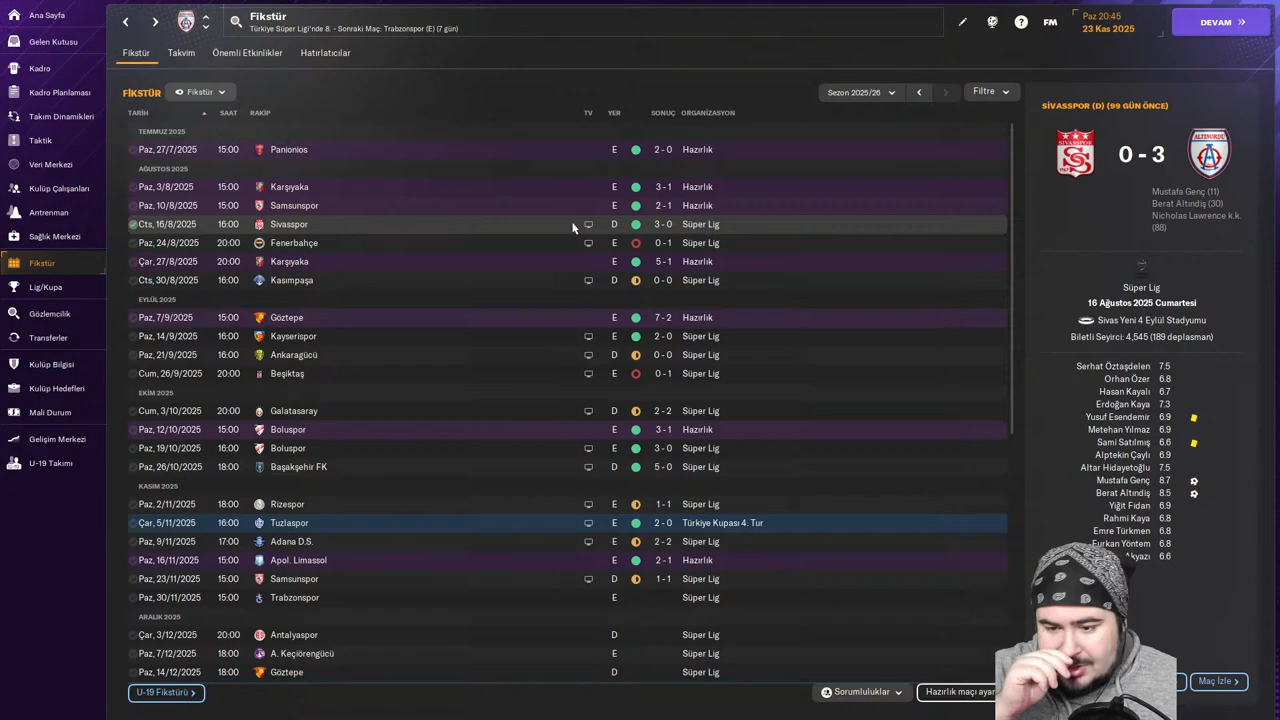 Ana Sayfa
Gelen Kutusu
Kadro
Kadro Planlaması
Takım Dinamikleri
Taktik
Veri Merkezi
Kulüp Çalışanları
Antrenman
Sağlık Merkezi
Fikstür
Lig/Kupa
Gözlemcilik
Transferler
Kulüp Bilgisi
Kulüp Hedefleri
Mali Durum
Gelişim Merkezi
U-19 Takımı
Fikstür
Türkiye Süper Ligi'nde 8. - Sonraki Maç: Trabzonspor (E) (7 gün)
FM
Paz 20:45
23 Kas 2025
DEVAM
Fikstür Takvim Önemli Etkinlikler Hatırlatıcılar
FİKSTÜR Fikstür Sezon 2025/26 Filtre
TARİH SAAT RAKİP TV YER SONUÇ ORGANİZASYON
TEMMUZ 2025
Paz, 27/7/2025 15:00 Panionios E 2-0 Hazırlık
AĞUSTOS 2025
Paz, 3/8/2025 15:00 Karşıyaka E 3-1 Hazırlık
Paz, 10/8/2025 15:00 Samsunspor E 2-1 Hazırlık
Cts, 16/8/2025 16:00 Sivasspor D 3-0 Süper Lig
Paz, 24/8/2025 20:00 Fenerbahçe E 0-1 Süper Lig
Çar, 27/8/2025 20:00 Karşıyaka E 5-1 Hazırlık
Cts, 30/8/2025 16:00 Kasımpaşa D 0-0 Süper Lig
EYLÜL 2025
Paz, 7/9/2025 15:00 Göztepe E 7-2 Hazırlık
Paz, 14/9/2025 16:00 Kayserispor E 2-0 Süper Lig
Paz, 21/9/2025 16:00 Ankaragücü D 0-0 Süper Lig
Cum, 26/9/2025 20:00 Beşiktaş E 0-1 Süper Lig
EKİM 2025
Cum, 3/10/2025 20:00 Galatasaray D 2-2 Süper Lig
Paz, 12/10/2025 15:00 Boluspor E 3-1 Hazırlık
Paz, 19/10/2025 16:00 Boluspor E 3-0 Süper Lig
Paz, 26/10/2025 18:00 Başakşehir FK D 5-0 Süper Lig
KASIM 2025
Paz, 2/11/2025 18:00 Rizespor E 1-1 Süper Lig
Çar, 5/11/2025 16:00 Tuzlaspor E 2-0 Türkiye Kupası 4. Tur
Paz, 9/11/2025 17:00 Adana D.S. E 2-2 Süper Lig
Paz, 16/11/2025 15:00 Apol. Limassol E 2-1 Hazırlık
Paz, 23/11/2025 15:00 Samsunspor D 1-1 Süper Lig
Paz, 30/11/2025 15:00 Trabzonspor E Süper Lig
ARALIK 2025
Çar, 3/12/2025 20:00 Antalyaspor D Süper Lig
Paz, 7/12/2025 18:00 A. Keçiörengücü E Süper Lig
Paz, 14/12/2025 18:00 Göztepe D Süper Lig
U-19 Fikstürü
Sorumluluklar
Hazırlık maçı ayar
SİVASSPOR (D) (99 GÜN ÖNCE)
ALTINORDU
0 - 3
Mustafa Genç (11)
Berat Altındiş (30)
Nicholas Lawrence k.k.
(88)
Süper Lig
16 Ağustos 2025 Cumartesi
Sivas Yeni 4 Eylül Stadyumu
Biletli Seyirci: 4,545 (189 deplasman)
Serhat Öztaşdelen 7.5
Orhan Özer 6.8
Hasan Kayalı 6.7
Erdoğan Kaya 7.3
Yusuf Esendemir 6.9
Metehan Yılmaz 6.9
Sami Satılmış 6.6
Alptekin Çaylı 6.9
Altar Hidayetoğlu 7.5
Mustafa Genç 8.7
Berat Altındiş 8.5
Yiğit Fidan 6.9
Rahmi Kaya 6.8
Emre Türkmen 6.8
Furkan Yöntem 6.8
Akyazı 6.6
Maç İzle